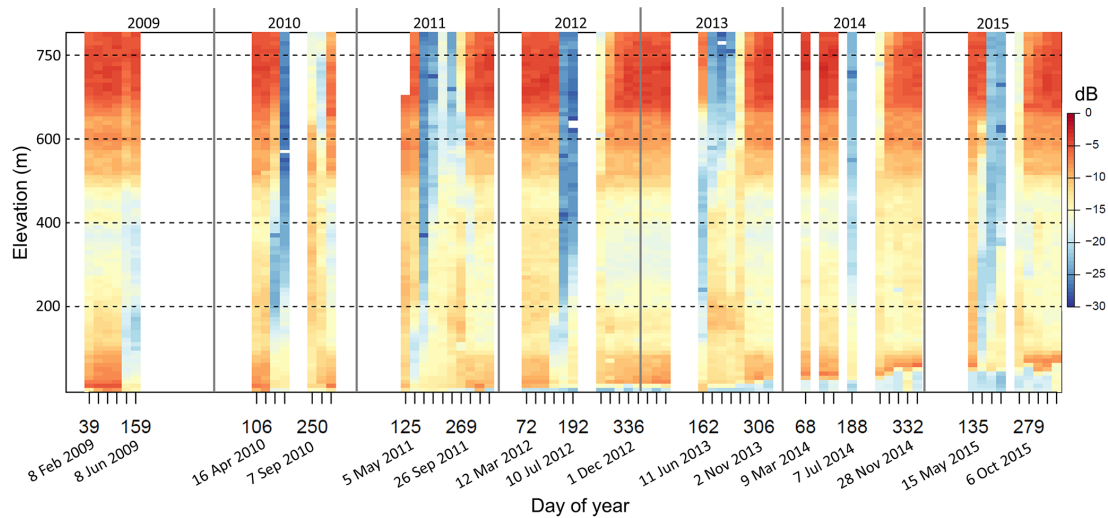 2009 2010 2011 2012 2013 2014 2015
750
600
400
200
Elevation (m)
dB
0
−5
−10
−15
−20
−25
−30
39 159 106 250 125 269 72 192 336 162 306 68 188 332 135 279
8 Feb 2009 8 Jun 2009 16 Apr 2010 7 Sep 2010 5 May 2011 26 Sep 2011 12 Mar 2012 10 Jul 2012 1 Dec 2012 11 Jun 2013 2 Nov 2013 9 Mar 2014 7 Jul 2014 28 Nov 2014 15 May 2015 6 Oct 2015
Day of year